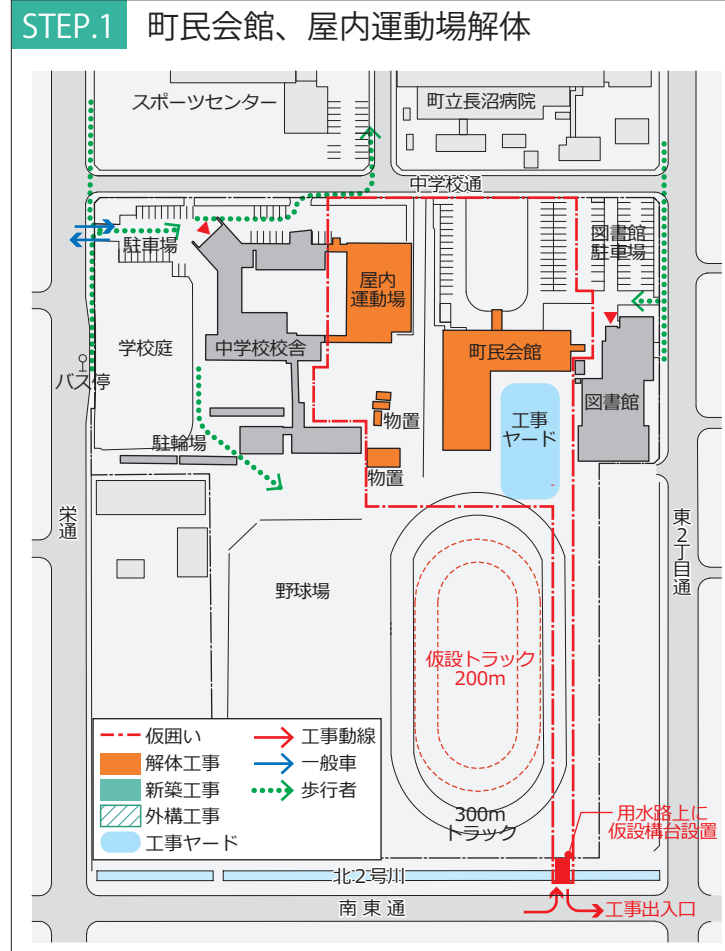 STEP.1 町民会館、屋内運動場解体
スポーツセンター
町立長沼病院
中学校通
駐車場
図書館
駐車場
屋内
運動場
学校庭
中学校校舎
町民会館
バス停
図書館
物置
工事
ヤード
駐輪場
物置
栄通
東2丁目通
野球場
仮設トラック
200m
仮囲い
解体工事
新築工事
外構工事
工事ヤード
工事動線
一般車
歩行者
300m
トラック
用水路上に
仮設構台設置
北2号川
南東通
工事出入口